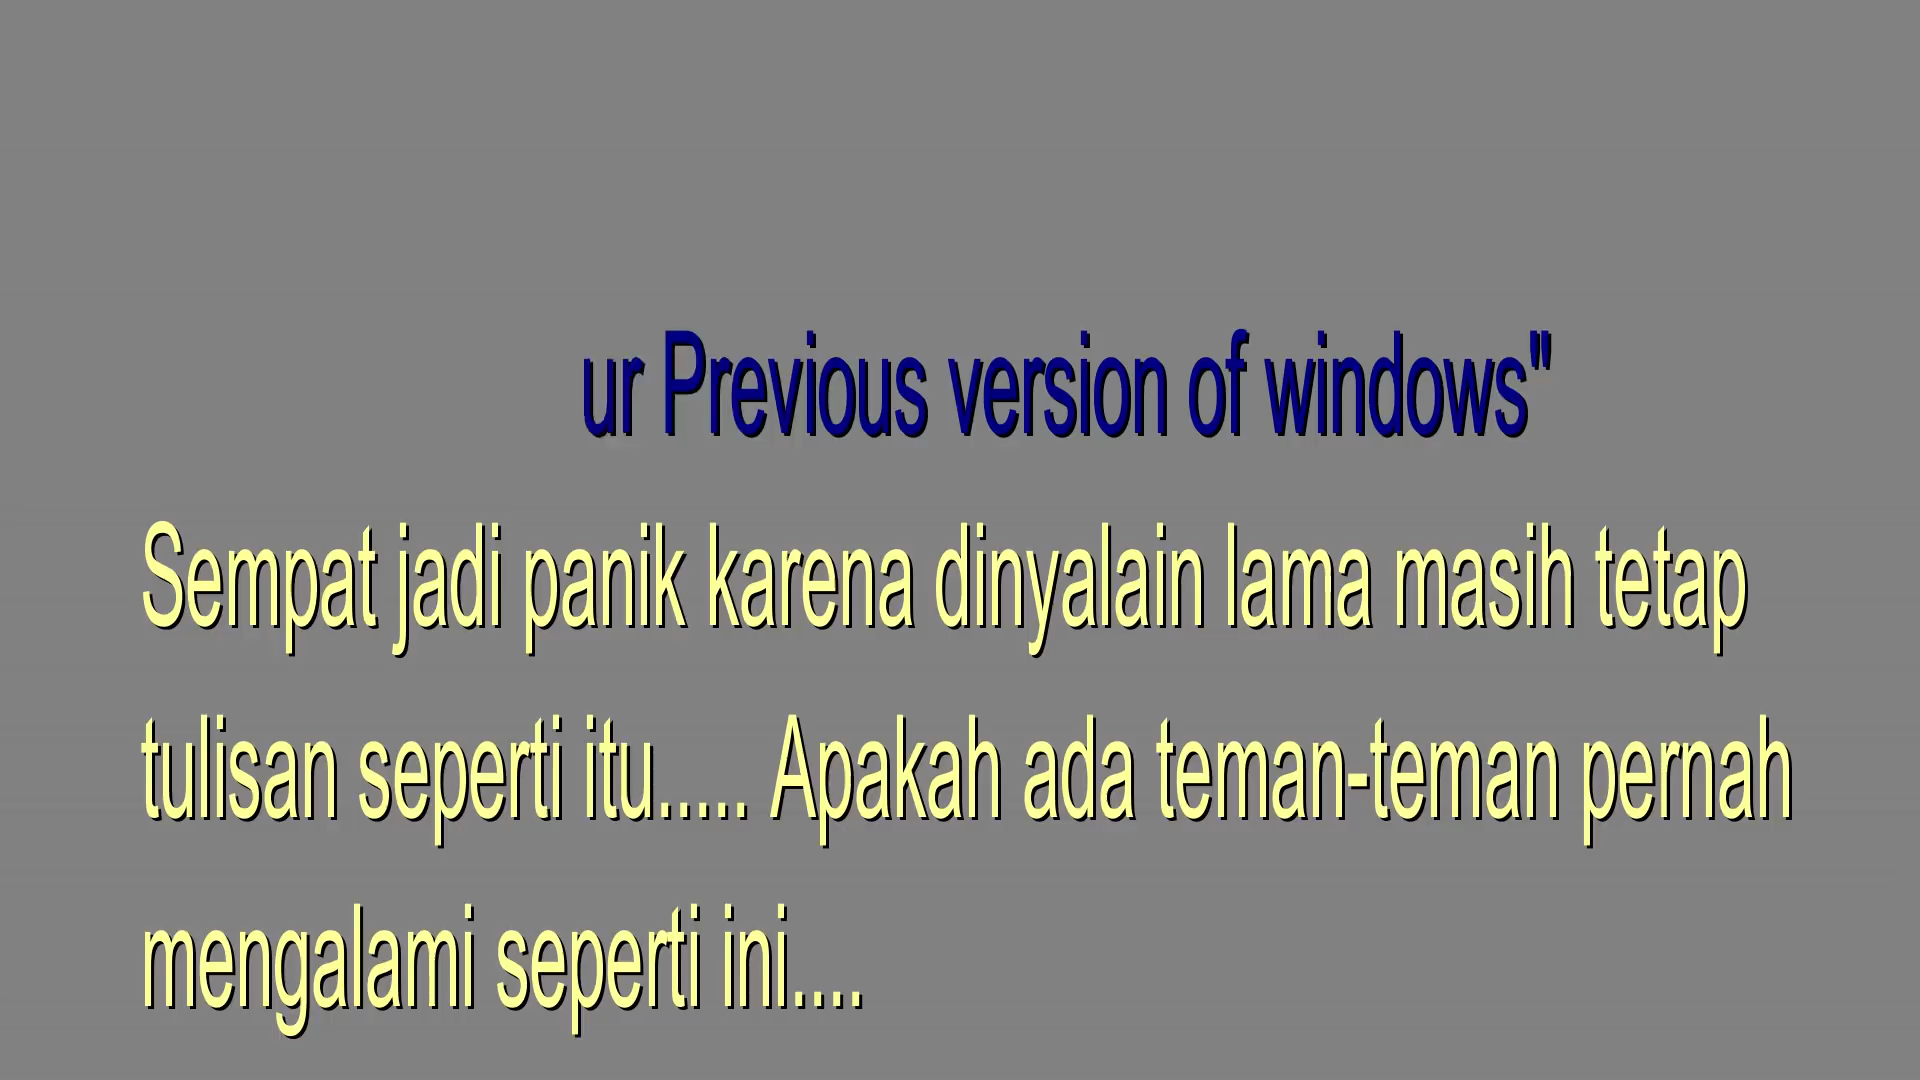 ur Previous version of windows"
Sempat jadi panik karena dinyalain lama masih tetap
tulisan seperti itu..... Apakah ada teman-teman pernah
mengalami seperti ini....